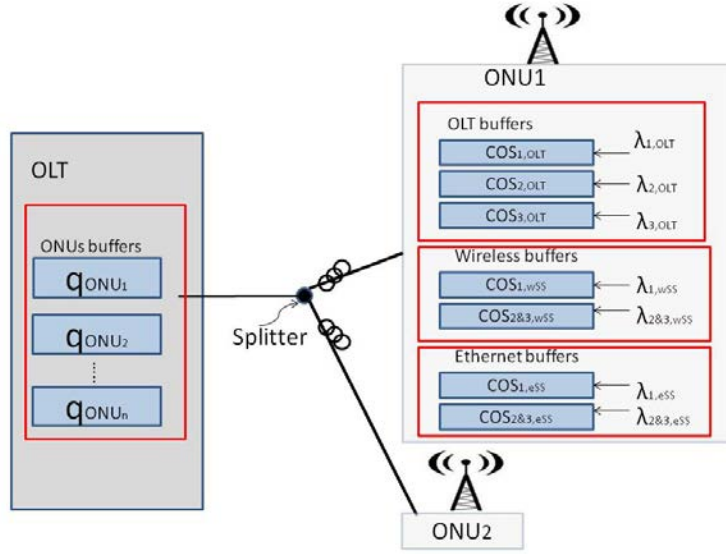 OLT
ONUs buffers
qONU1
qONU2
qONUn
Splitter
ONU1
OLT buffers
COS1,OLT
λ1,OLT
COS2,OLT
λ2,OLT
COS3,OLT
λ3,OLT
Wireless buffers
COS1,wSS
λ1,wSS
COS2&3,wSS
λ2&3,wSS
Ethernet buffers
COS1,eSS
λ1,eSS
COS2&3,eSS
λ2&3,eSS
ONU2